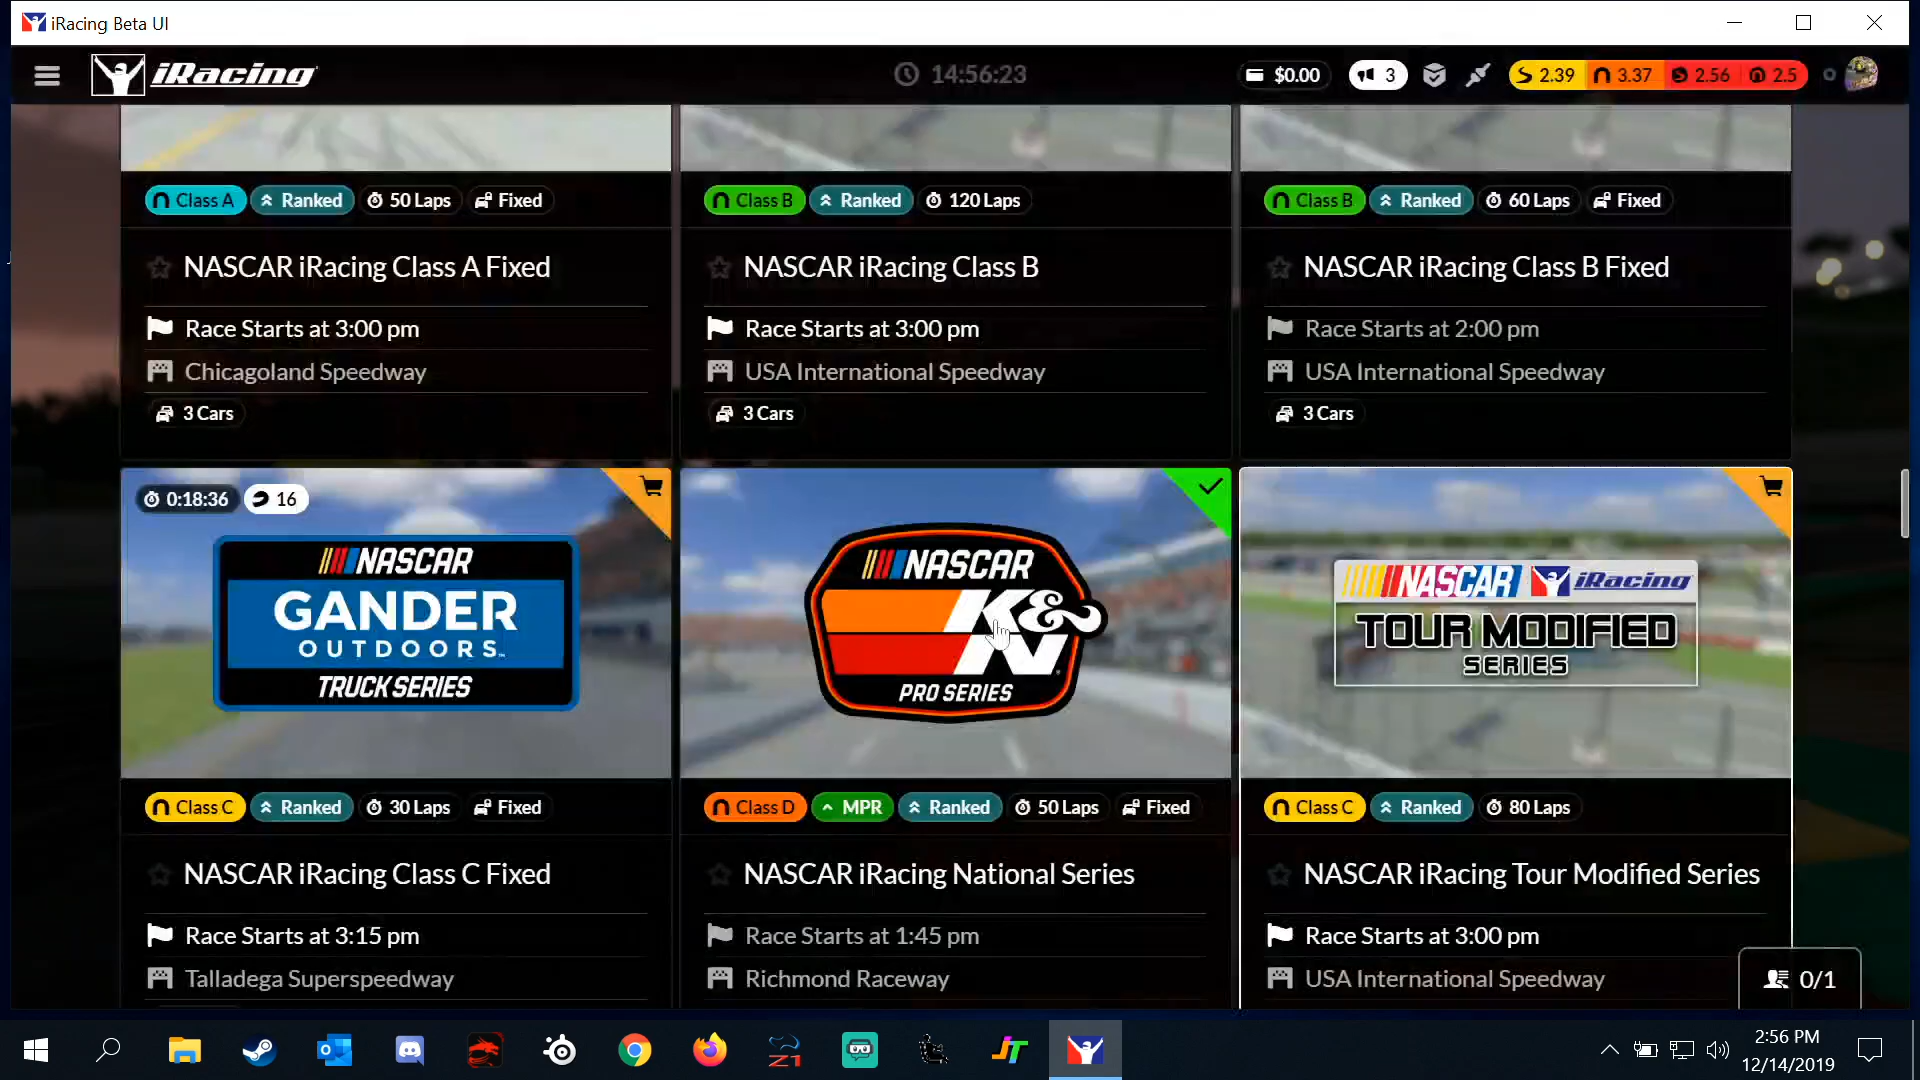 iRacing Beta UI
iRacing
14:56:23
$0.00
3
2.39
3.37
2.56
2.5
Class A
Ranked
50 Laps
Fixed
NASCAR iRacing Class A Fixed
Race Starts at 3:00 pm
Chicagoland Speedway
3 Cars
Class B
Ranked
120 Laps
NASCAR iRacing Class B
Race Starts at 3:00 pm
USA International Speedway
3 Cars
Class B
Ranked
60 Laps
Fixed
NASCAR iRacing Class B Fixed
Race Starts at 2:00 pm
USA International Speedway
3 Cars
0:18:36
16
NASCAR
GANDER
OUTDOORS
TRUCK SERIES
Class C
Ranked
30 Laps
Fixed
NASCAR iRacing Class C Fixed
Race Starts at 3:15 pm
Talladega Superspeedway
NASCAR
K&N
PRO SERIES
Class D
MPR
Ranked
50 Laps
Fixed
NASCAR iRacing National Series
Race Starts at 1:45 pm
Richmond Raceway
NASCAR iRacing
TOUR MODIFIED
SERIES
Class C
Ranked
80 Laps
NASCAR iRacing Tour Modified Series
Race Starts at 3:00 pm
USA International Speedway
0/1
Z1
JT
2:56 PM
12/14/2019